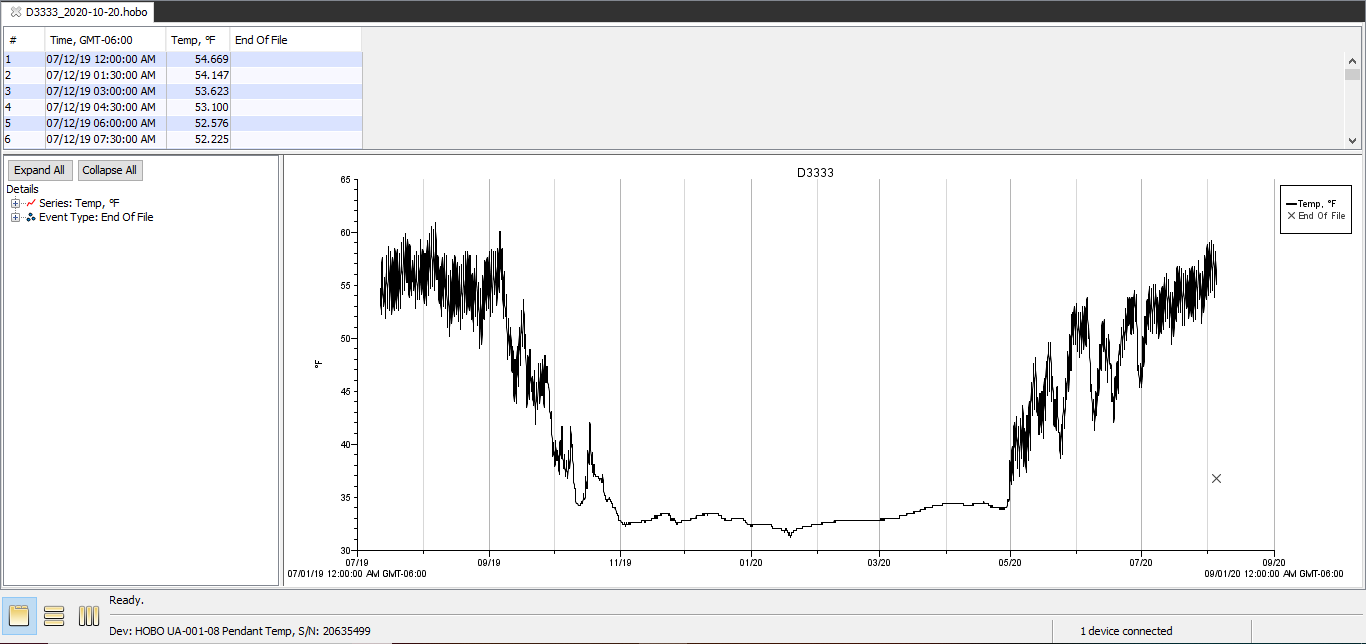 D3333_2020-10-20.hobo
# Time, GMT-06:00 Temp, °F End Of File
1 07/12/19 12:00:00 AM 54.669
2 07/12/19 01:30:00 AM 54.147
3 07/12/19 03:00:00 AM 53.623
4 07/12/19 04:30:00 AM 53.100
5 07/12/19 06:00:00 AM 52.576
6 07/12/19 07:30:00 AM 52.225
Expand All Collapse All
Details
Series: Temp, °F
Event Type: End Of File
D3333
65
60
55
50
45
40
35
30
°F
Temp, °F
End Of File
07/19 09/19 11/19 01/20 03/20 05/20 07/20 09/20
07/01/19 12:00:00 AM GMT-06:00 09/01/20 12:00:00 AM GMT-06:00
Ready.
Dev: HOBO UA-001-08 Pendant Temp, S/N: 20635499 1 device connected